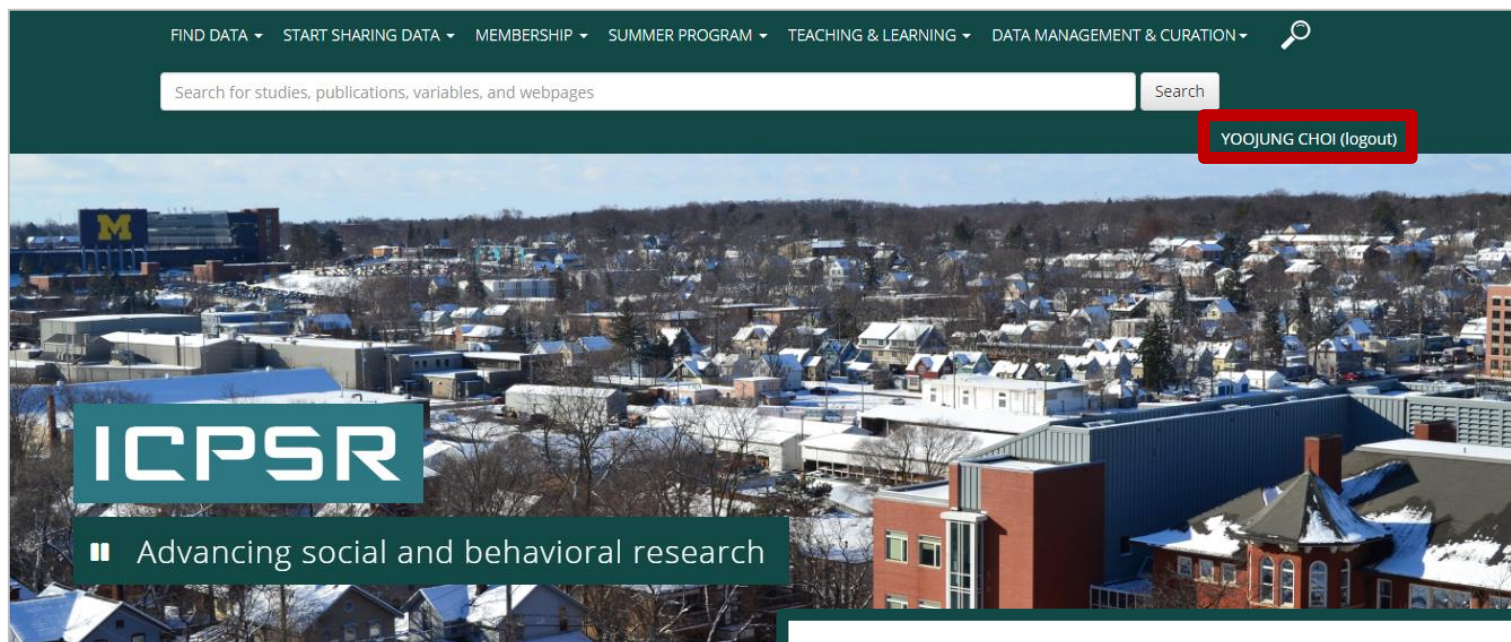 FIND DATA START SHARING DATA MEMBERSHIP SUMMER PROGRAM TEACHING & LEARNING DATA MANAGEMENT & CURATION
Search for studies, publications, variables, and webpages Search
YOOJUNG CHOI (logout)
M
ICPSR
Advancing social and behavioral research